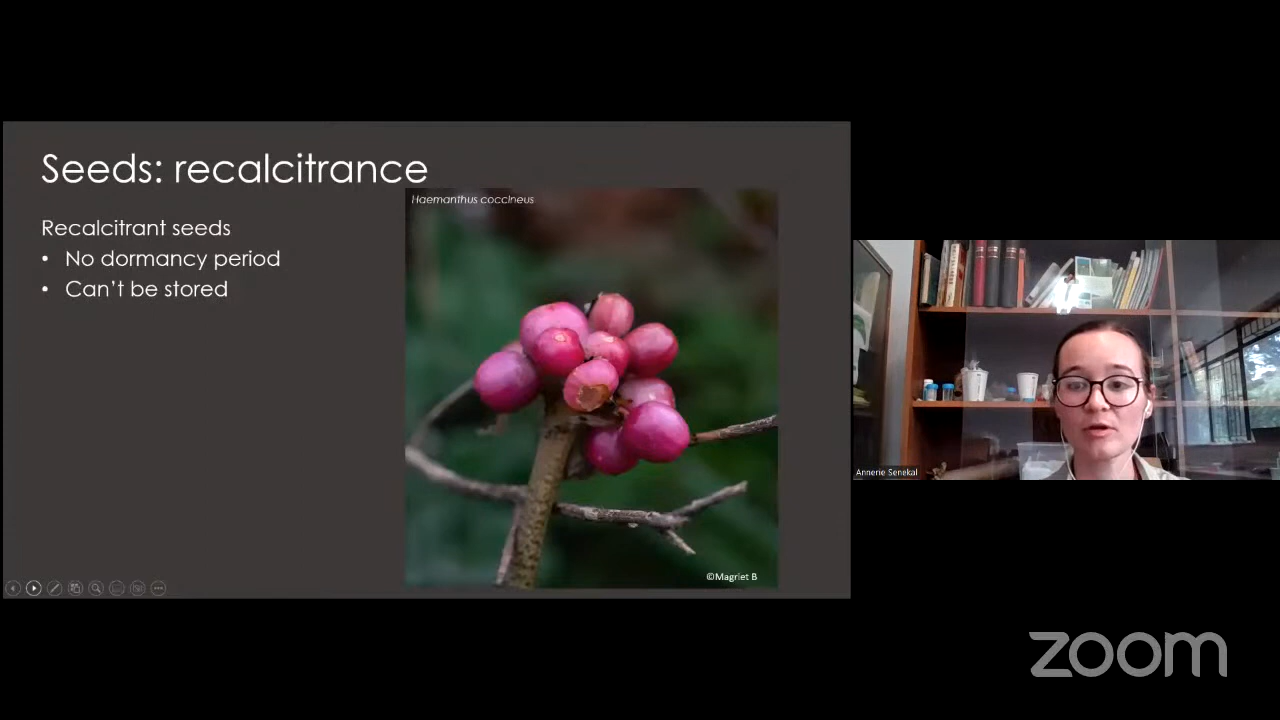 Seeds: recalcitrance
Haemanthus coccineus
Recalcitrant seeds
• No dormancy period
• Can't be stored
©Magriet B
Annerie Senekal
zoom